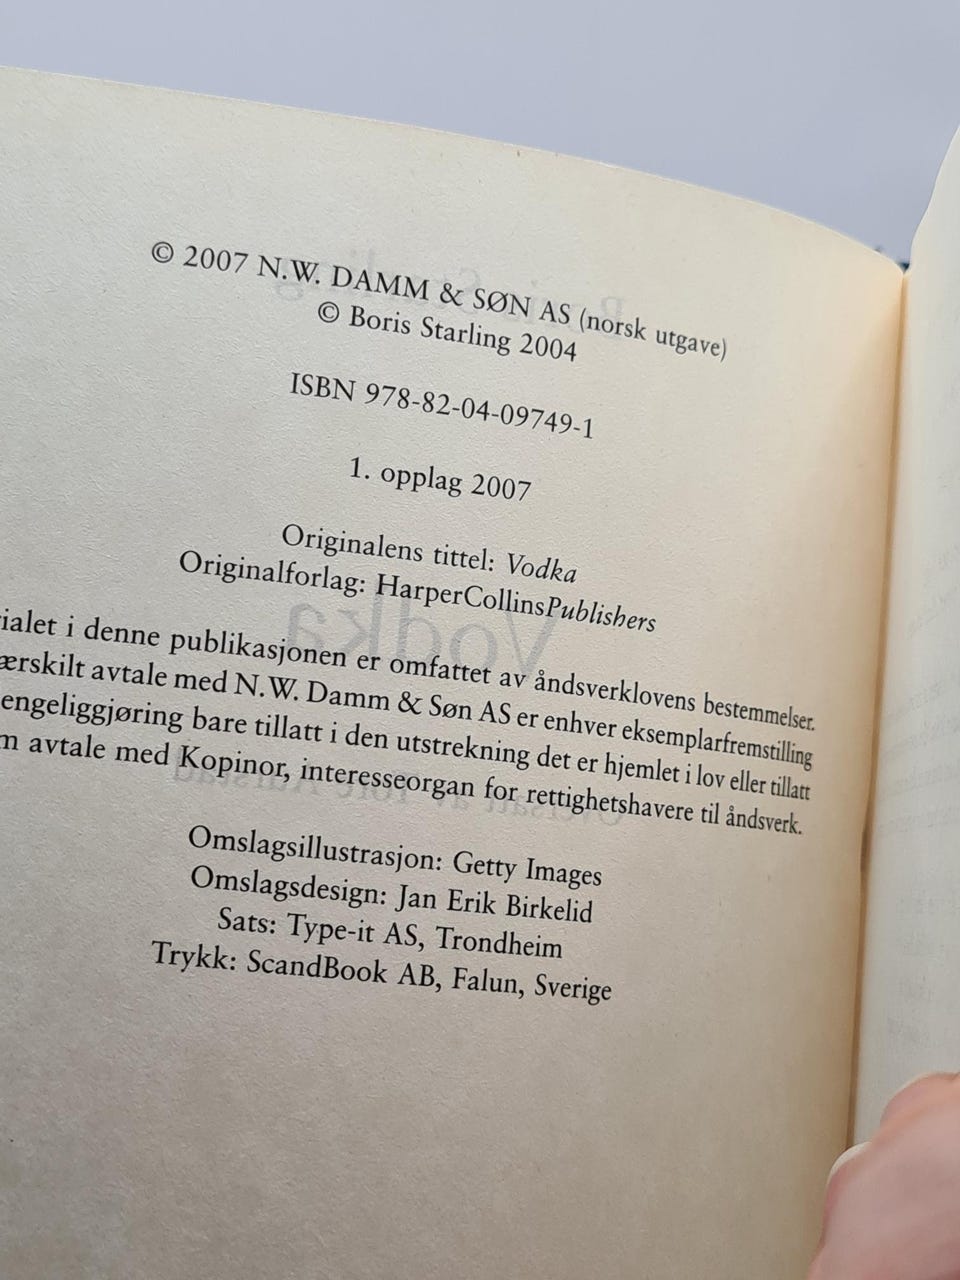 © 2007 N.W. DAMM & SØN AS (norsk utgave)
© Boris Starling 2004
ISBN 978-82-04-09749-1
1. opplag 2007
Originalens tittel: Vodka
Originalforlag: HarperCollinsPublishers
ialet i denne publikasjonen er omfattet av åndsverklovens bestemmelser.
ærskilt avtale med N.W. Damm & Søn AS er enhver eksemplarfremstilling
engeliggjøring bare tillatt i den utstrekning det er hjemlet i lov eller tillatt
m avtale med Kopinor, interesseorgan for rettighetshavere til åndsverk.
Omslagsillustrasjon: Getty Images
Omslagsdesign: Jan Erik Birkelid
Sats: Type-it AS, Trondheim
Trykk: ScandBook AB, Falun, Sverige